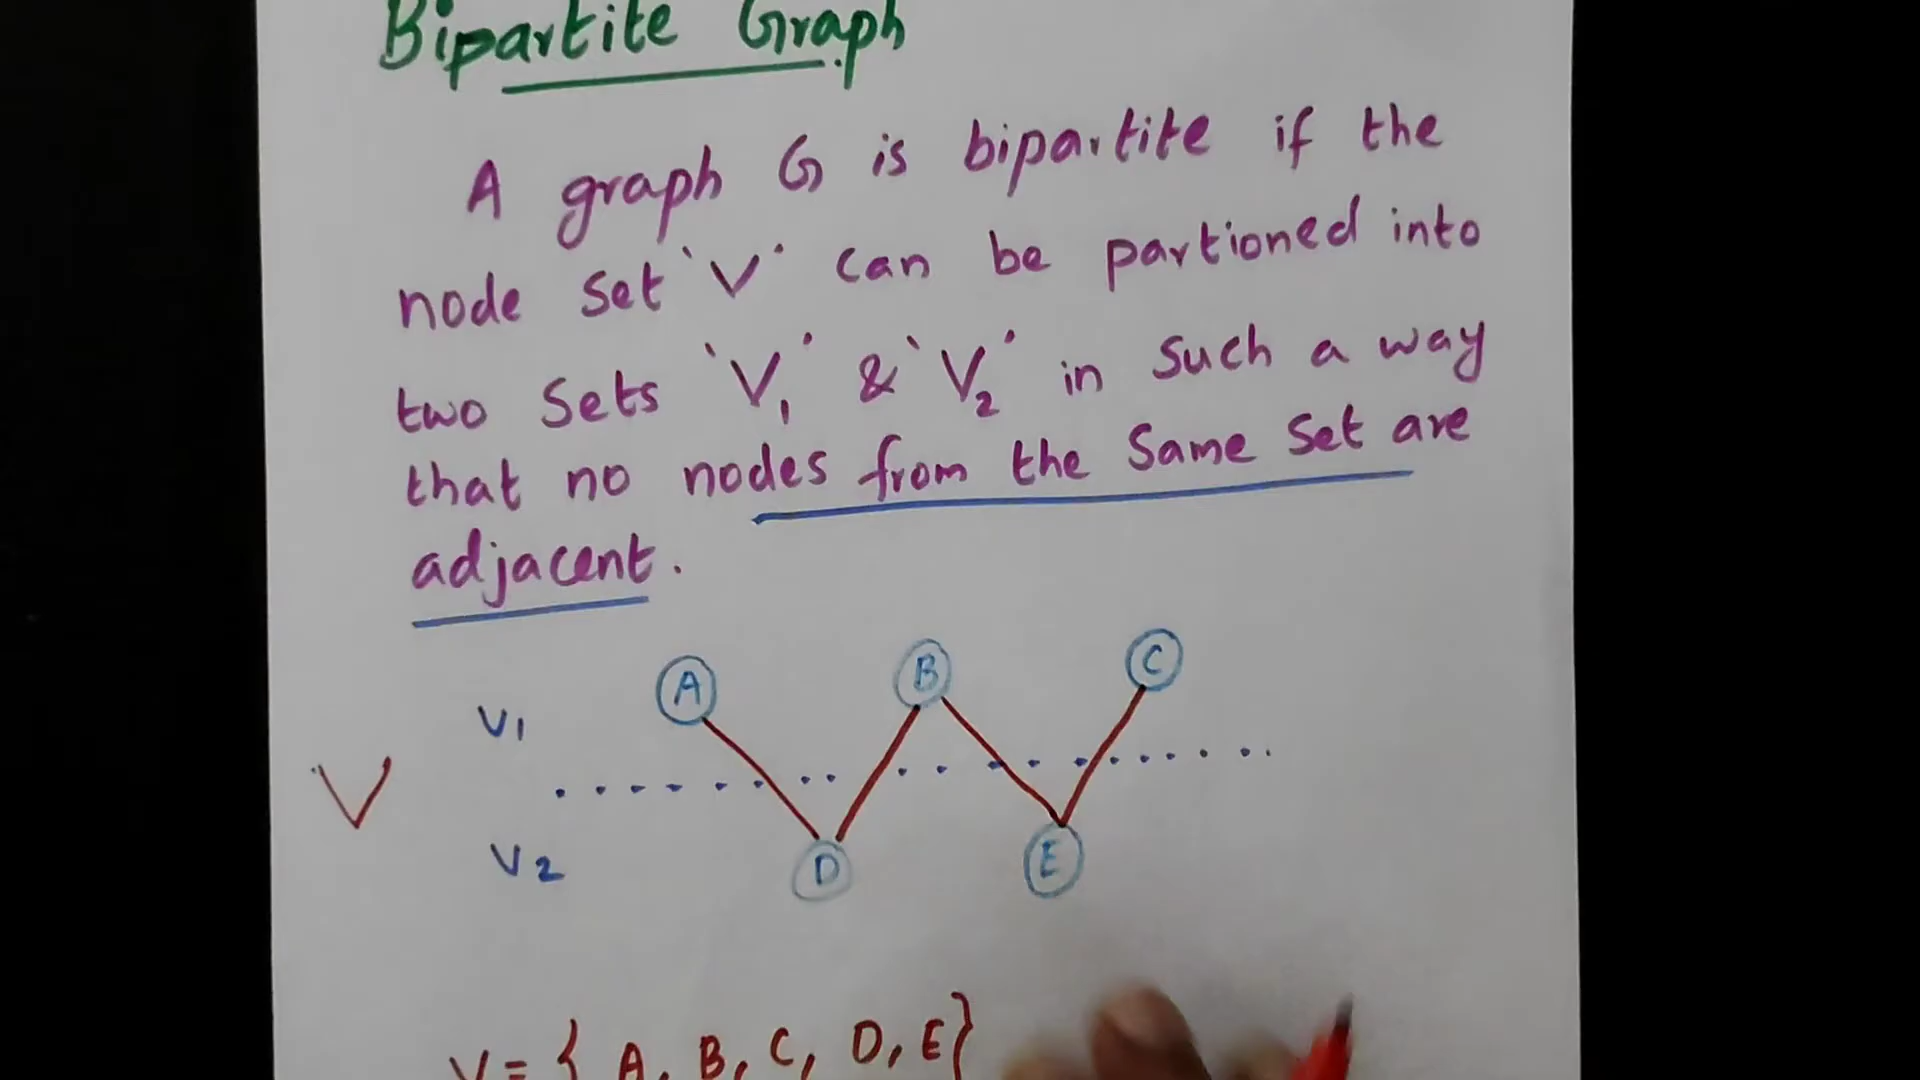 Bipartite Graph
A graph G is bipartite if the
node set 'V' can be partioned into
two sets 'V₁' & 'V₂' in such a way
that no nodes from the same set are
adjacent.
A B C
V1
V
V2
D E
V = { A, B, C, D, E}